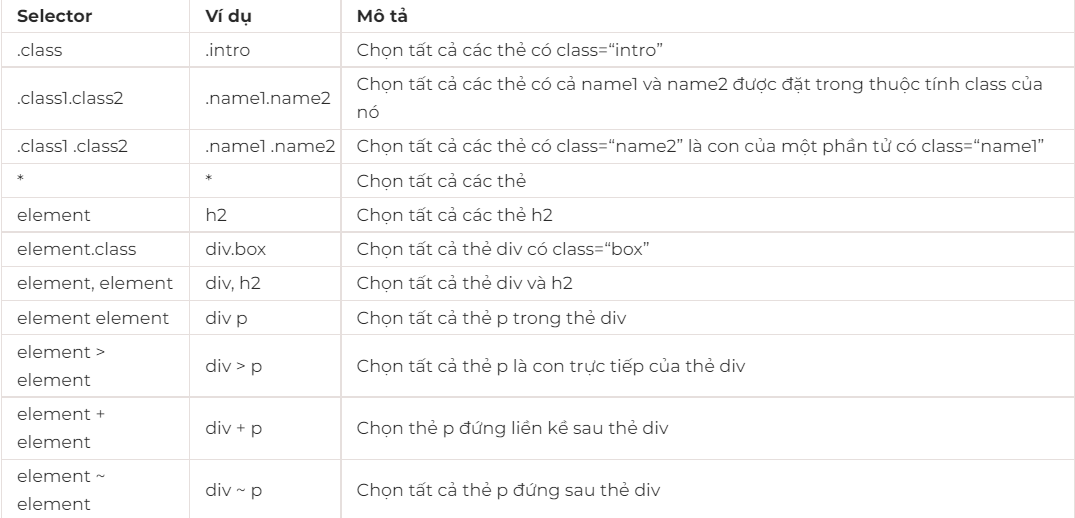 Selector Ví dụ Mô tả
.class .intro Chọn tất cả các thẻ có class=“intro”
.class1.class2 .name1.name2 Chọn tất cả các thẻ có cả name1 và name2 được đặt trong thuộc tính class của
nó
.class1 .class2 .name1 .name2 Chọn tất cả các thẻ có class=“name2” là con của một phần tử có class=“name1”
* * Chọn tất cả các thẻ
element h2 Chọn tất cả các thẻ h2
element.class div.box Chọn tất cả thẻ div có class=“box”
element, element div, h2 Chọn tất cả thẻ div và h2
element element div p Chọn tất cả thẻ p trong thẻ div
element >
element div > p Chọn tất cả thẻ p là con trực tiếp của thẻ div
element +
element div + p Chọn thẻ p đứng liền kề sau thẻ div
element ~
element div ~ p Chọn tất cả thẻ p đứng sau thẻ div